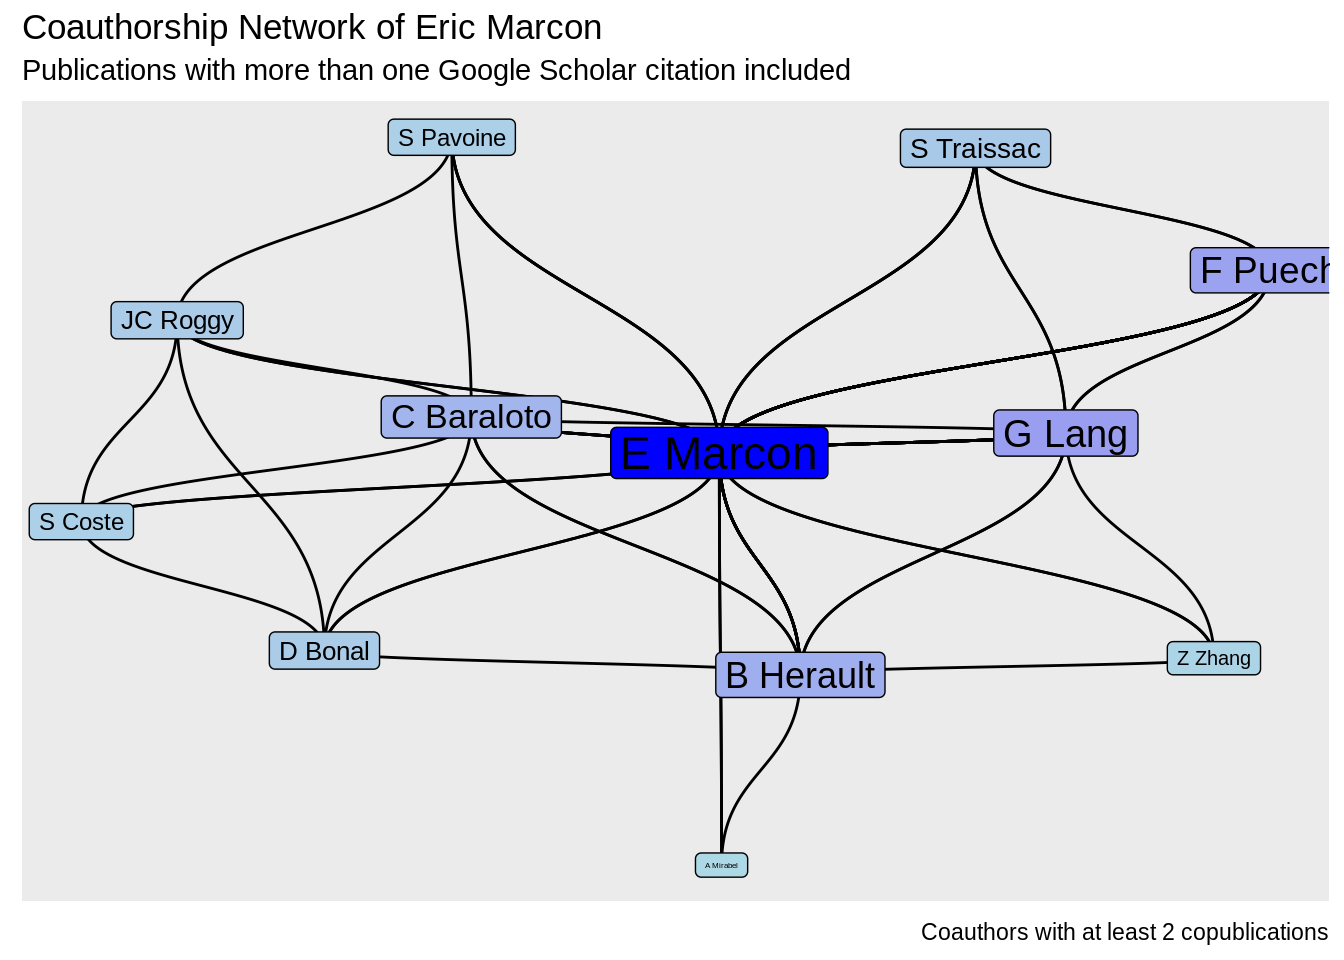 Coauthorship Network of Eric Marcon
Publications with more than one Google Scholar citation included
S Pavoine
S Traissac
F Puech
JC Roggy
C Baraloto
G Lang
E Marcon
S Coste
D Bonal
Z Zhang
B Herault
A Mirabel
Coauthors with at least 2 copublications